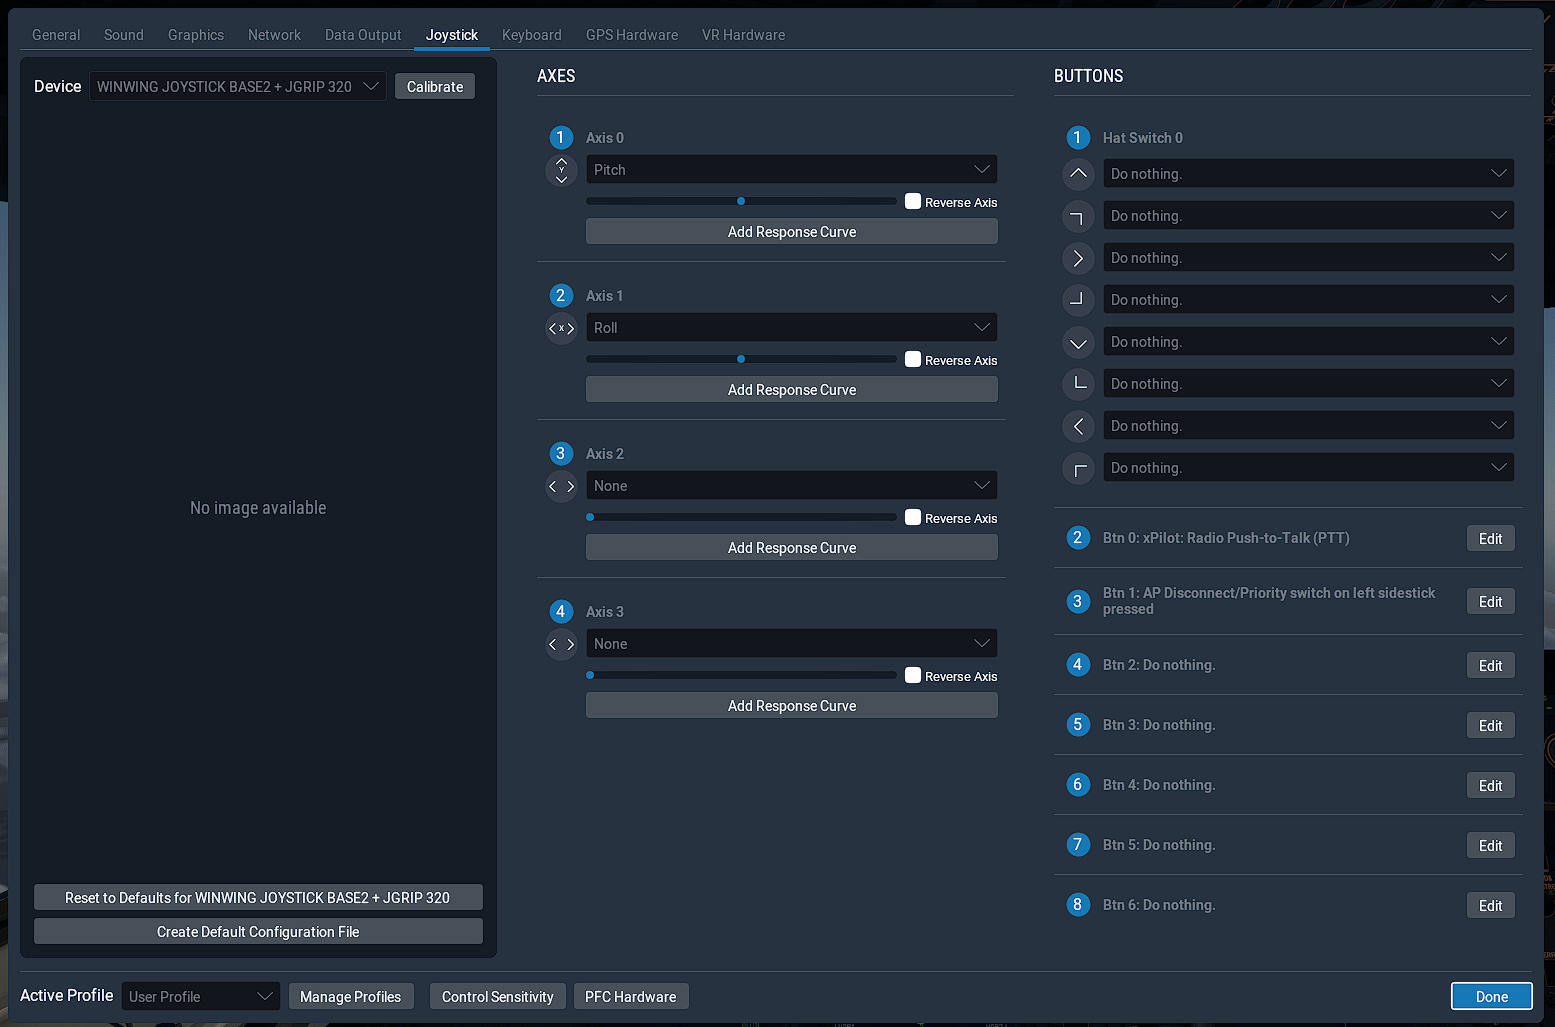 General Sound Graphics Network Data Output Joystick Keyboard GPS Hardware VR Hardware
Device WINWING JOYSTICK BASE2 + JGRIP 320 Calibrate
No image available
Reset to Defaults for WINWING JOYSTICK BASE2 + JGRIP 320
Create Default Configuration File
AXES
1 Axis 0
Y Pitch
Reverse Axis
Add Response Curve
2 Axis 1
X Roll
Reverse Axis
Add Response Curve
3 Axis 2
None
Reverse Axis
Add Response Curve
4 Axis 3
None
Reverse Axis
Add Response Curve
BUTTONS
1 Hat Switch 0
Do nothing.
Do nothing.
Do nothing.
Do nothing.
Do nothing.
Do nothing.
Do nothing.
Do nothing.
2 Btn 0: xPilot: Radio Push-to-Talk (PTT) Edit
3 Btn 1: AP Disconnect/Priority switch on left sidestick
pressed Edit
4 Btn 2: Do nothing. Edit
5 Btn 3: Do nothing. Edit
6 Btn 4: Do nothing. Edit
7 Btn 5: Do nothing. Edit
8 Btn 6: Do nothing. Edit
Active Profile User Profile Manage Profiles Control Sensitivity PFC Hardware Done